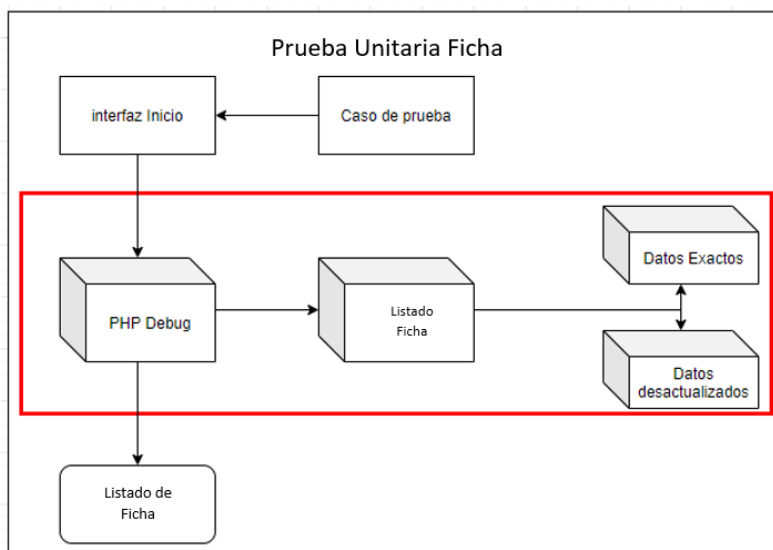 Prueba Unitaria Ficha
interfaz Inicio
Caso de prueba
Datos Exactos
PHP Debug
Listado
Ficha
Datos
desactualizados
Listado de
Ficha